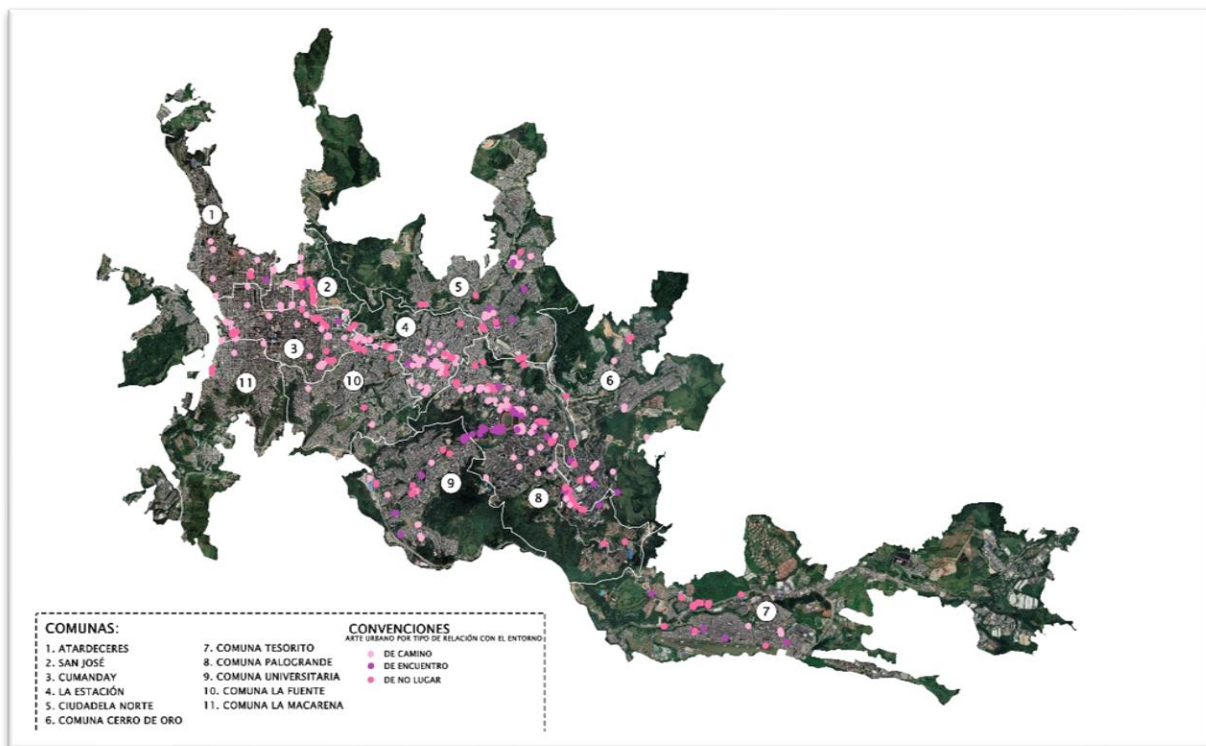 1
2
5
4
3
10
11
6
9
8
7
COMUNAS:
1. ATARDECERES
2. SAN JOSÉ
3. CUMANDAY
4. LA ESTACIÓN
5. CIUDADELA NORTE
6. COMUNA CERRO DE ORO
7. COMUNA TESORITO
8. COMUNA PALOGRANDE
9. COMUNA UNIVERSITARIA
10. COMUNA LA FUENTE
11. COMUNA LA MACARENA
CONVENCIONES
ARTE URBANO POR TIPO DE RELACIÓN CON EL ENTORNO:
DE CAMINO
DE ENCUENTRO
DE NO LUGAR